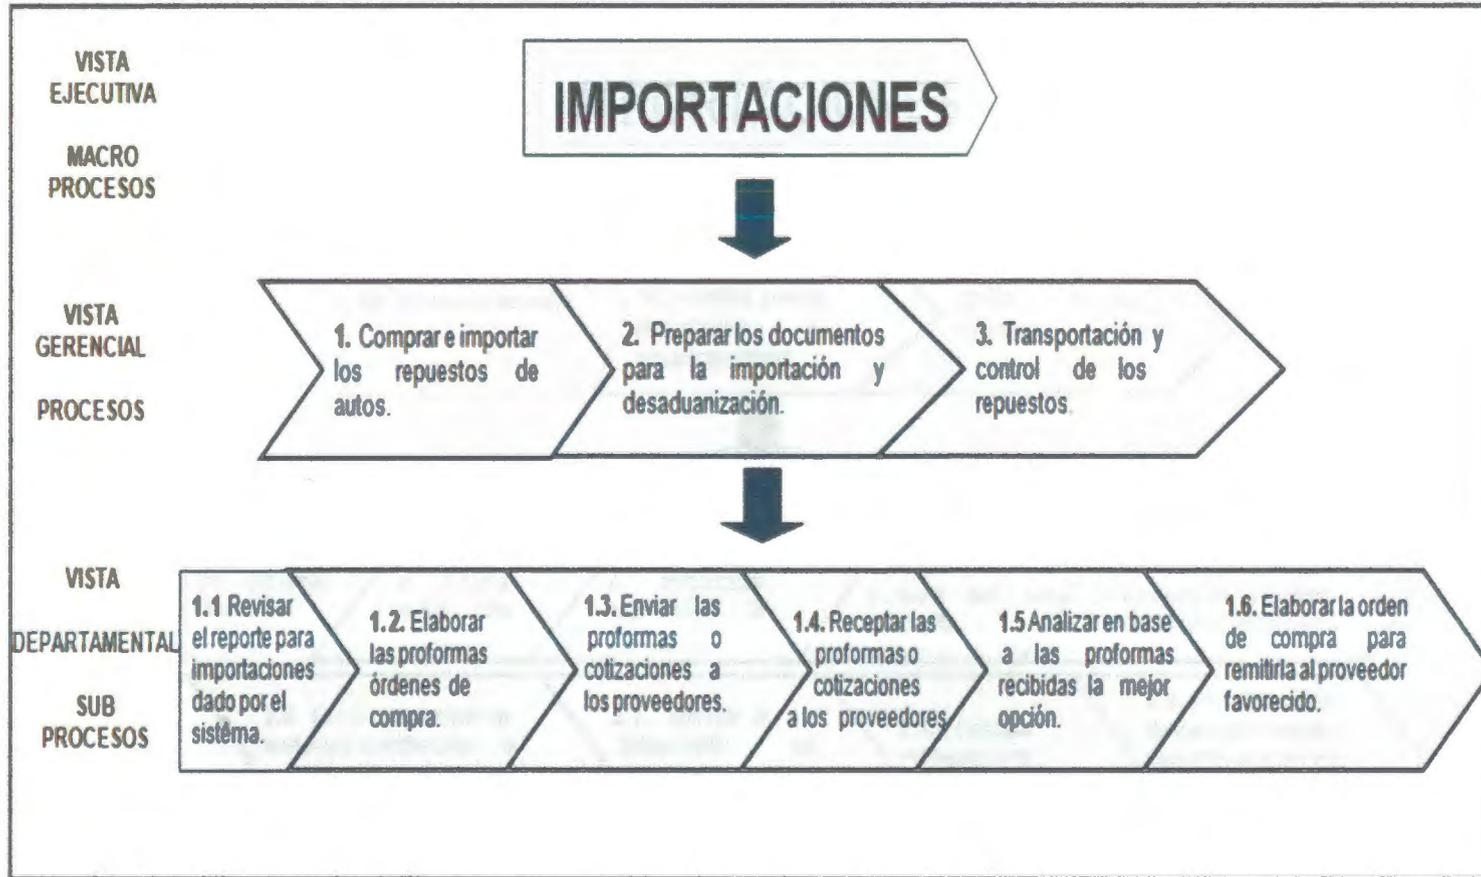 VISTA
EJECUTIVA
MACRO
PROCESOS
IMPORTACIONES
VISTA
GERENCIAL
PROCESOS
1. Comprar e importar
los repuestos de
autos.
2. Preparar los documentos
para la importación y
desaduanización.
3. Transportación y
control de los
repuestos.
VISTA
DEPARTAMENTAL
SUB
PROCESOS
1.1 Revisar
el reporte para
importaciones
dado por el
sistema.
1.2. Elaborar
las proformas
órdenes de
compra.
1.3. Enviar las
proformas o
cotizaciones a
los proveedores.
1.4. Receptar las
proformas o
cotizaciones
a los proveedores
1.5 Analizar en base
a las proformas
recibidas la mejor
opción.
1.6. Elaborar la orden
de compra para
remitirla al proveedor
favorecido.